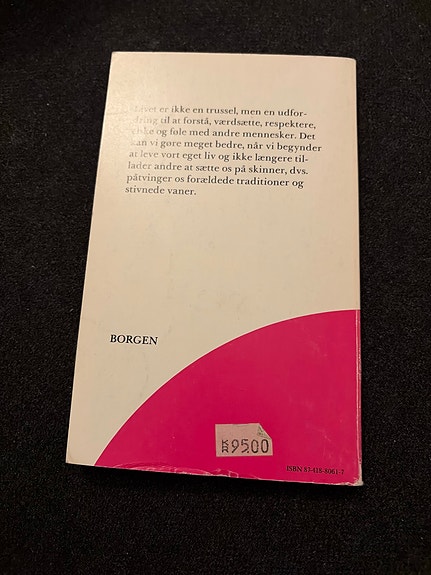 Livet er ikke en trussel, men en udfor-
dring til at forstå, værdsætte, respektere,
elske og føle med andre mennesker. Det
kan vi gøre meget bedre, når vi begynder
at leve vort eget liv og ikke længere til-
lader andre at sætte os på skinner, dvs.
påtvinger os forældede traditioner og
stivnede vaner.
BORGEN
KR 95.00
ISBN 87-418-8061-7